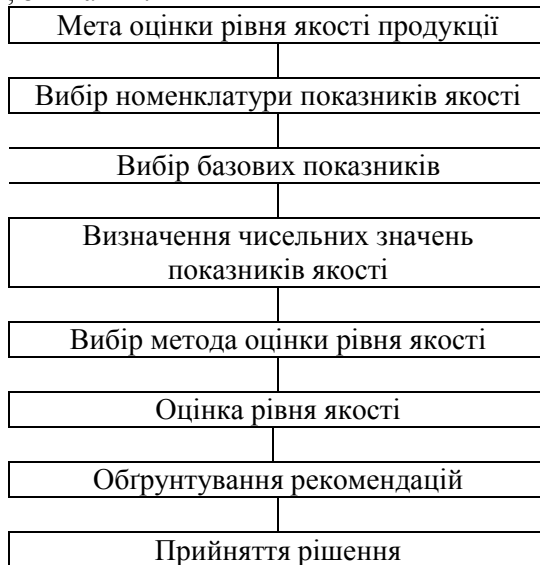 Мета оцінки рівня якості продукції
Вибір номенклатури показників якості
Вибір базових показників
Визначення чисельних значень
показників якості
Вибір метода оцінки рівня якості
Оцінка рівня якості
Обґрунтування рекомендацій
Прийняття рішення